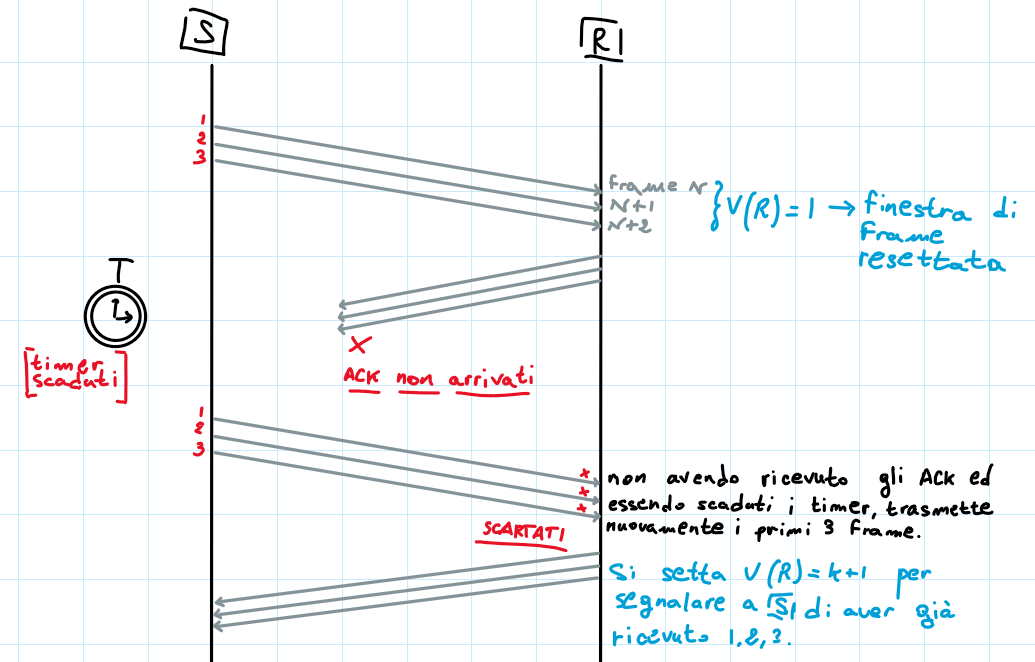 S
R
1
2
3
frame N
N+1
N+2
V(R) = 1 → finestra di
frame
resettata
T
[timer
scaduti]
×
ACK non arrivati
1
2
3
× non avendo ricevuto gli ACK ed
× essendo scaduti i timer, trasmette
× nuovamente i primi 3 frame.
SCARTATI
Si setta V(R) = k+1 per
segnalare a S di aver già
ricevuto 1,2,3.